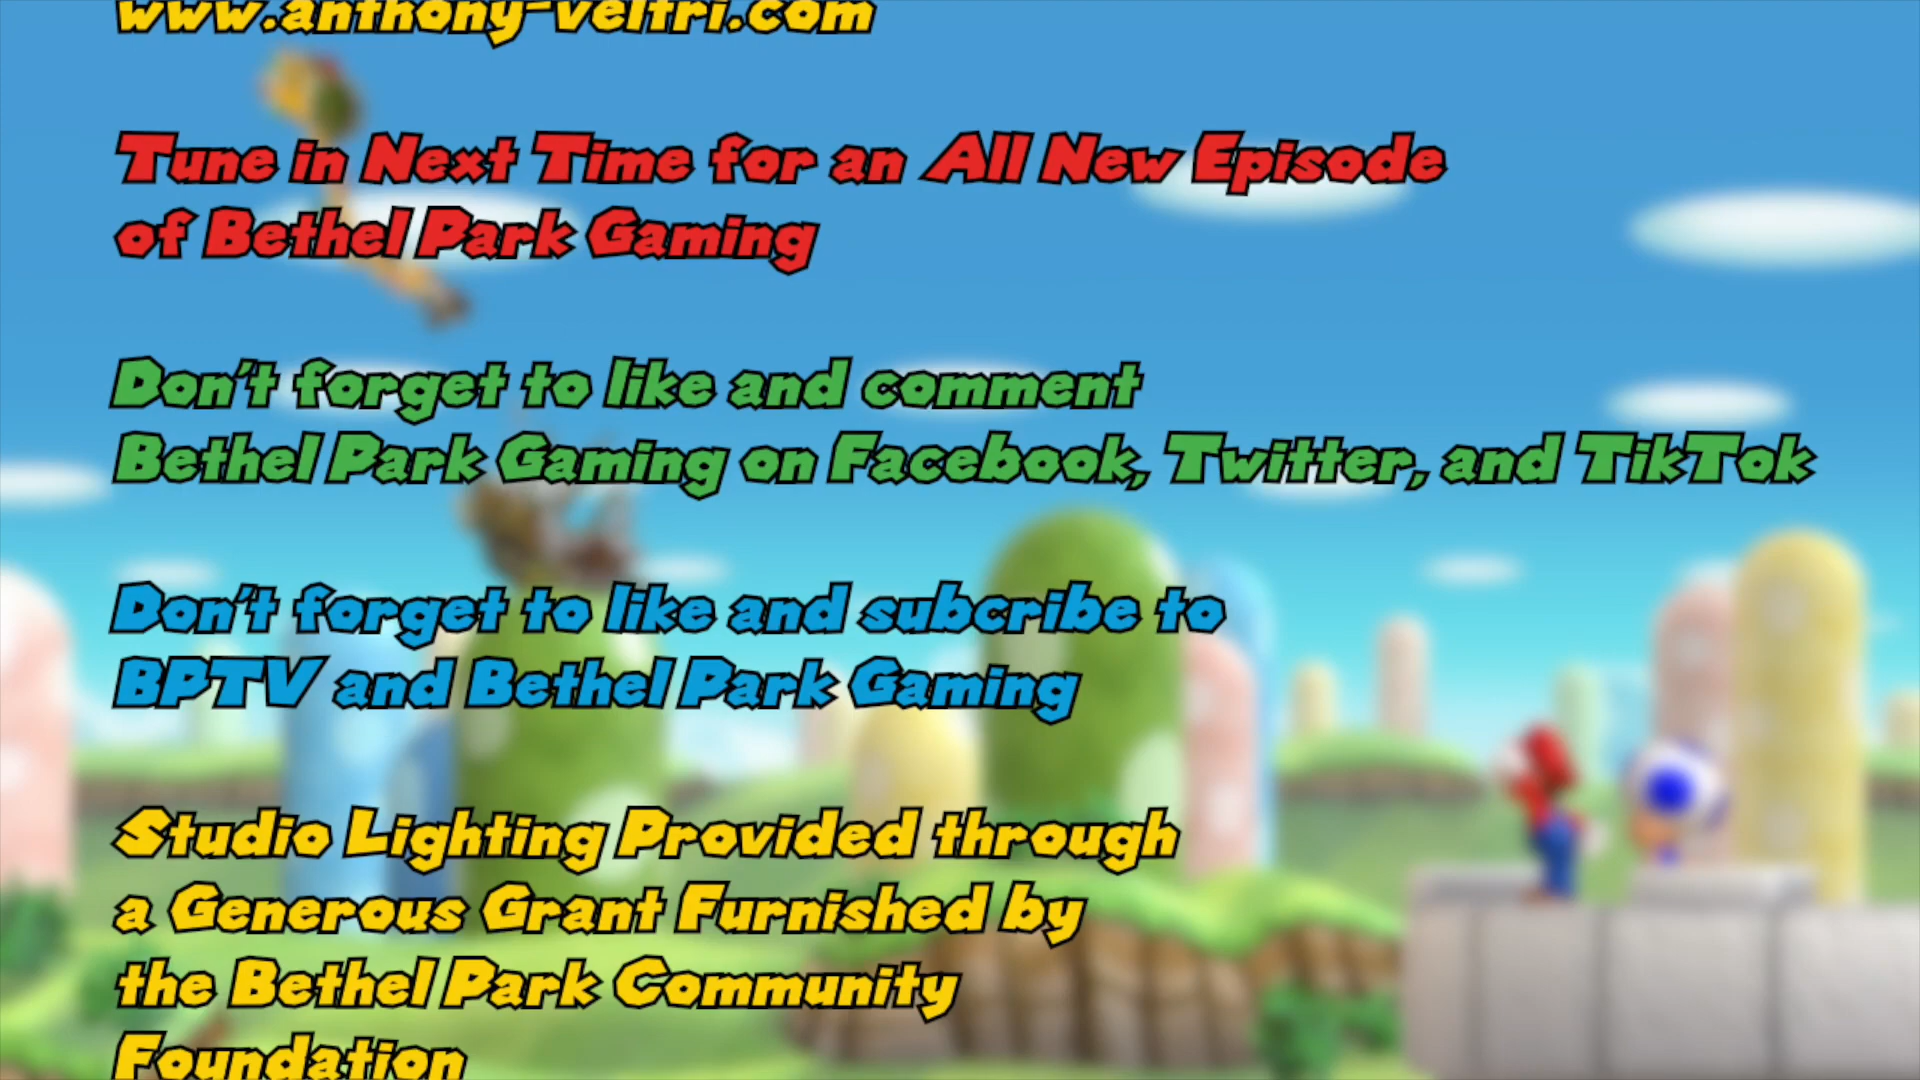 www.anthony-veltri.com
Tune in Next Time for an All New Episode
of Bethel Park Gaming
Don't forget to like and comment
Bethel Park Gaming on Facebook, Twitter, and TikTok
Don't forget to like and subcribe to
BPTV and Bethel Park Gaming
Studio Lighting Provided through
a Generous Grant Furnished by
the Bethel Park Community
Foundation